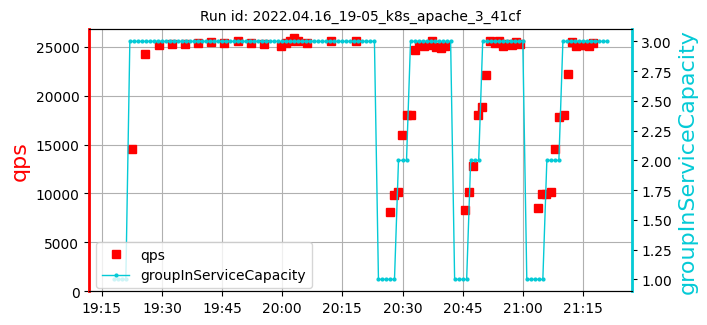 Run id: 2022.04.16_19-05_k8s_apache_3_41cf
25000
20000
15000
10000
5000
0
qps
3.00
2.75
2.50
2.25
2.00
1.75
1.50
1.25
1.00
groupInServiceCapacity
qps
groupInServiceCapacity
19:15 19:30 19:45 20:00 20:15 20:30 20:45 21:00 21:15